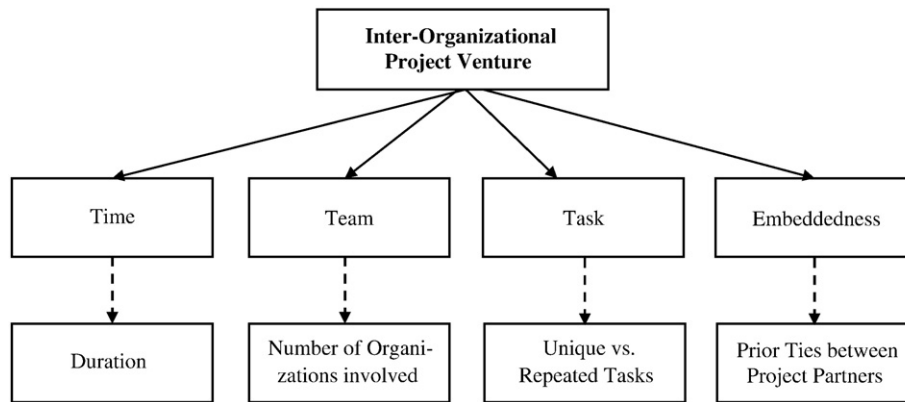 Inter-Organizational
Project Venture
Time
Team
Task
Embeddedness
Duration
Number of Organi-
zations involved
Unique vs.
Repeated Tasks
Prior Ties between
Project Partners